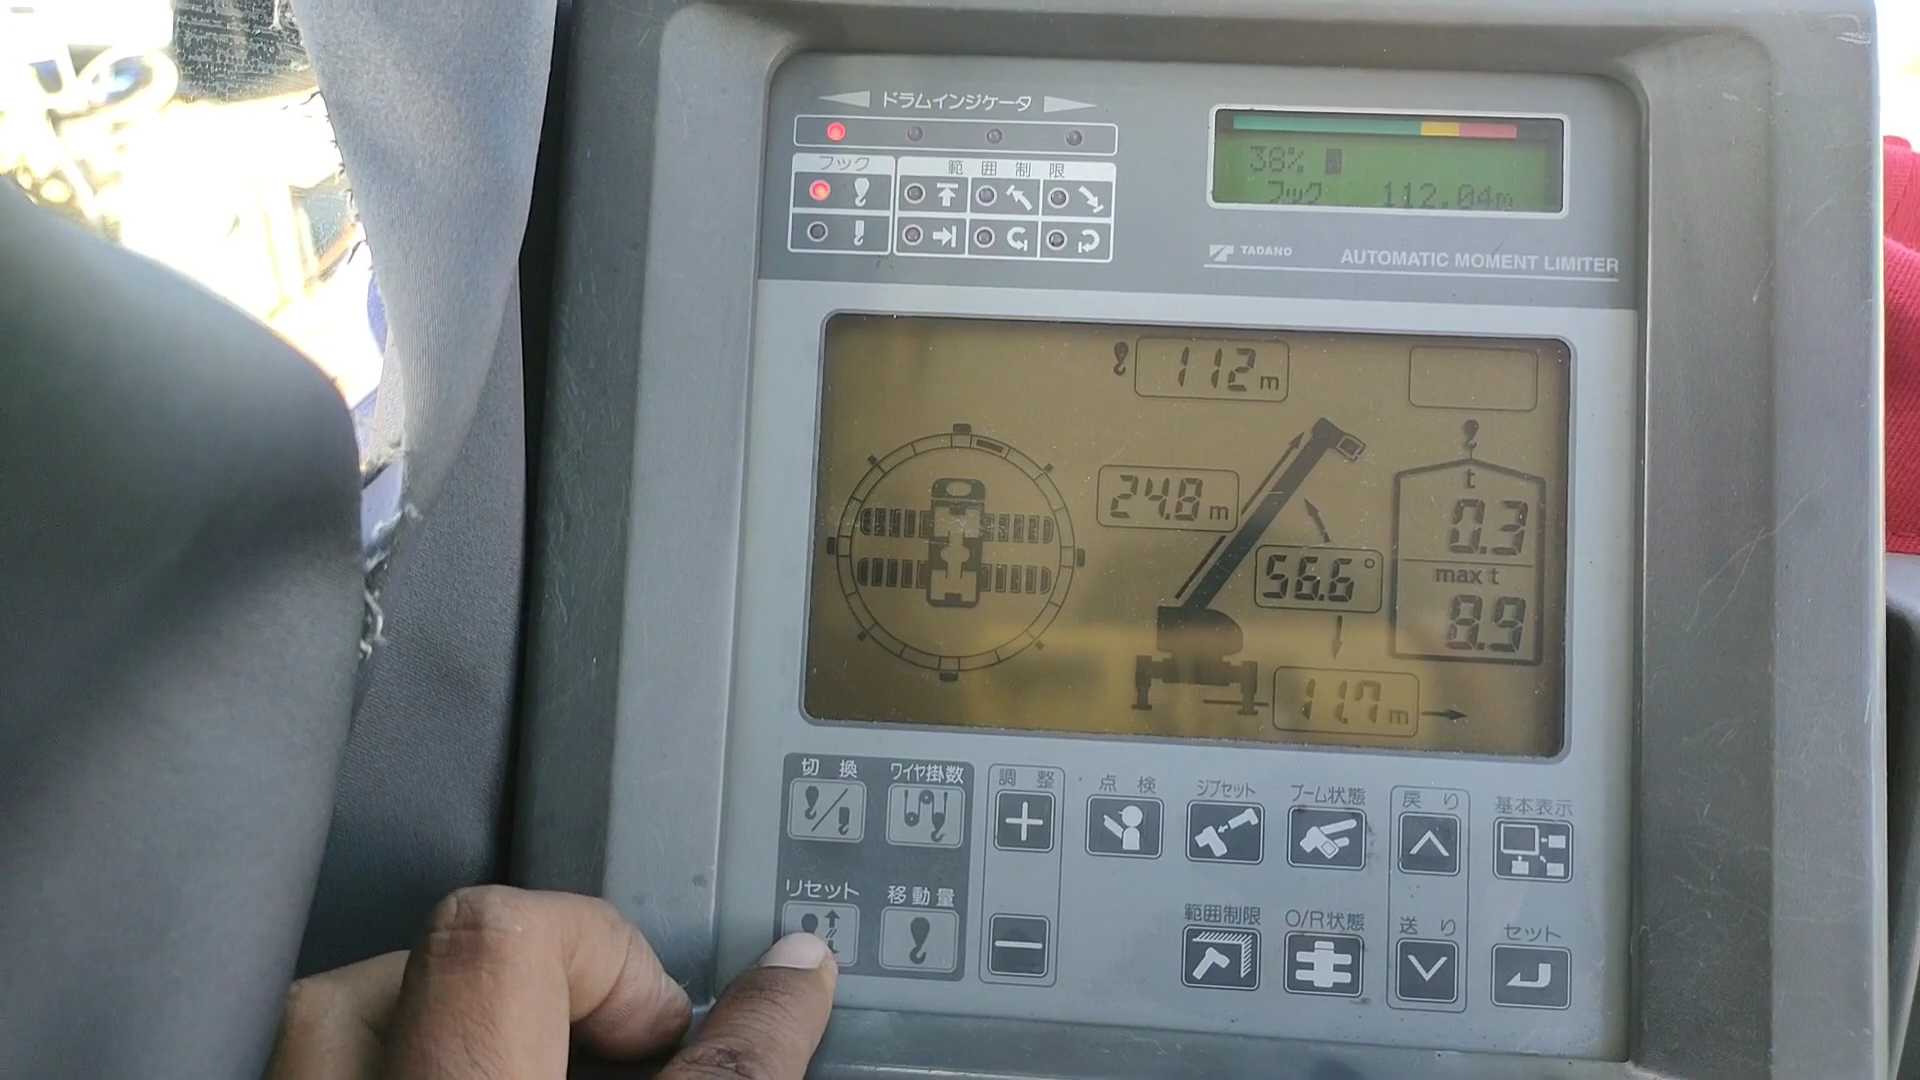 ドラムインジケータ
フック
範囲制限
38%
フック 112.04m
TADANO
AUTOMATIC MOMENT LIMITER
112 m
24.8 m
56.6°
11.7 m
t
0.3
max t
8.9
切換
ワイヤ掛数
調整
点検
ジブセット
ブーム状態
戻り
基本表示
リセット
移動量
範囲制限
O/R状態
送り
セット